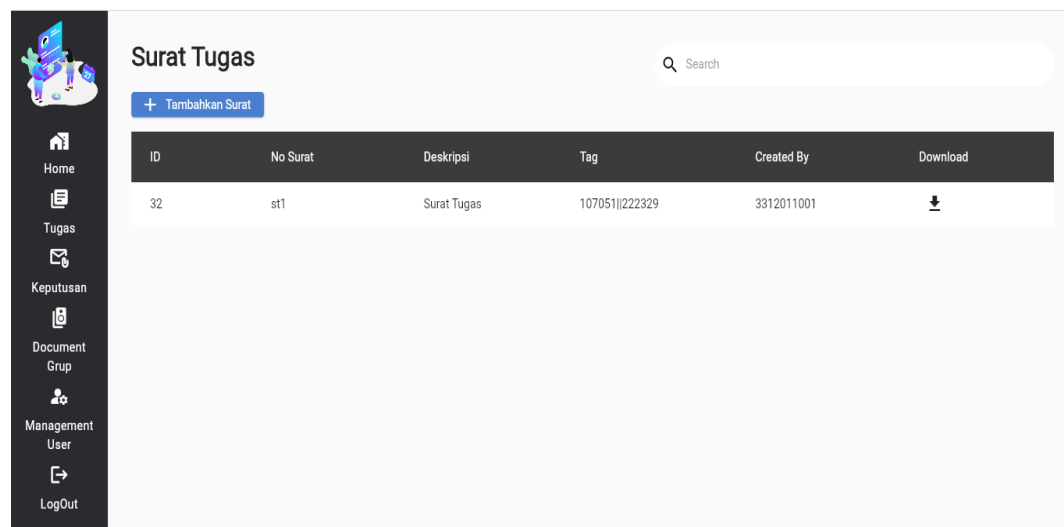 Home
Tugas
Keputusan
Document
Grup
Management
User
LogOut
Surat Tugas
Search
+ Tambahkan Surat
ID No Surat Deskripsi Tag Created By Download
32 st1 Surat Tugas 107051||222329 3312011001